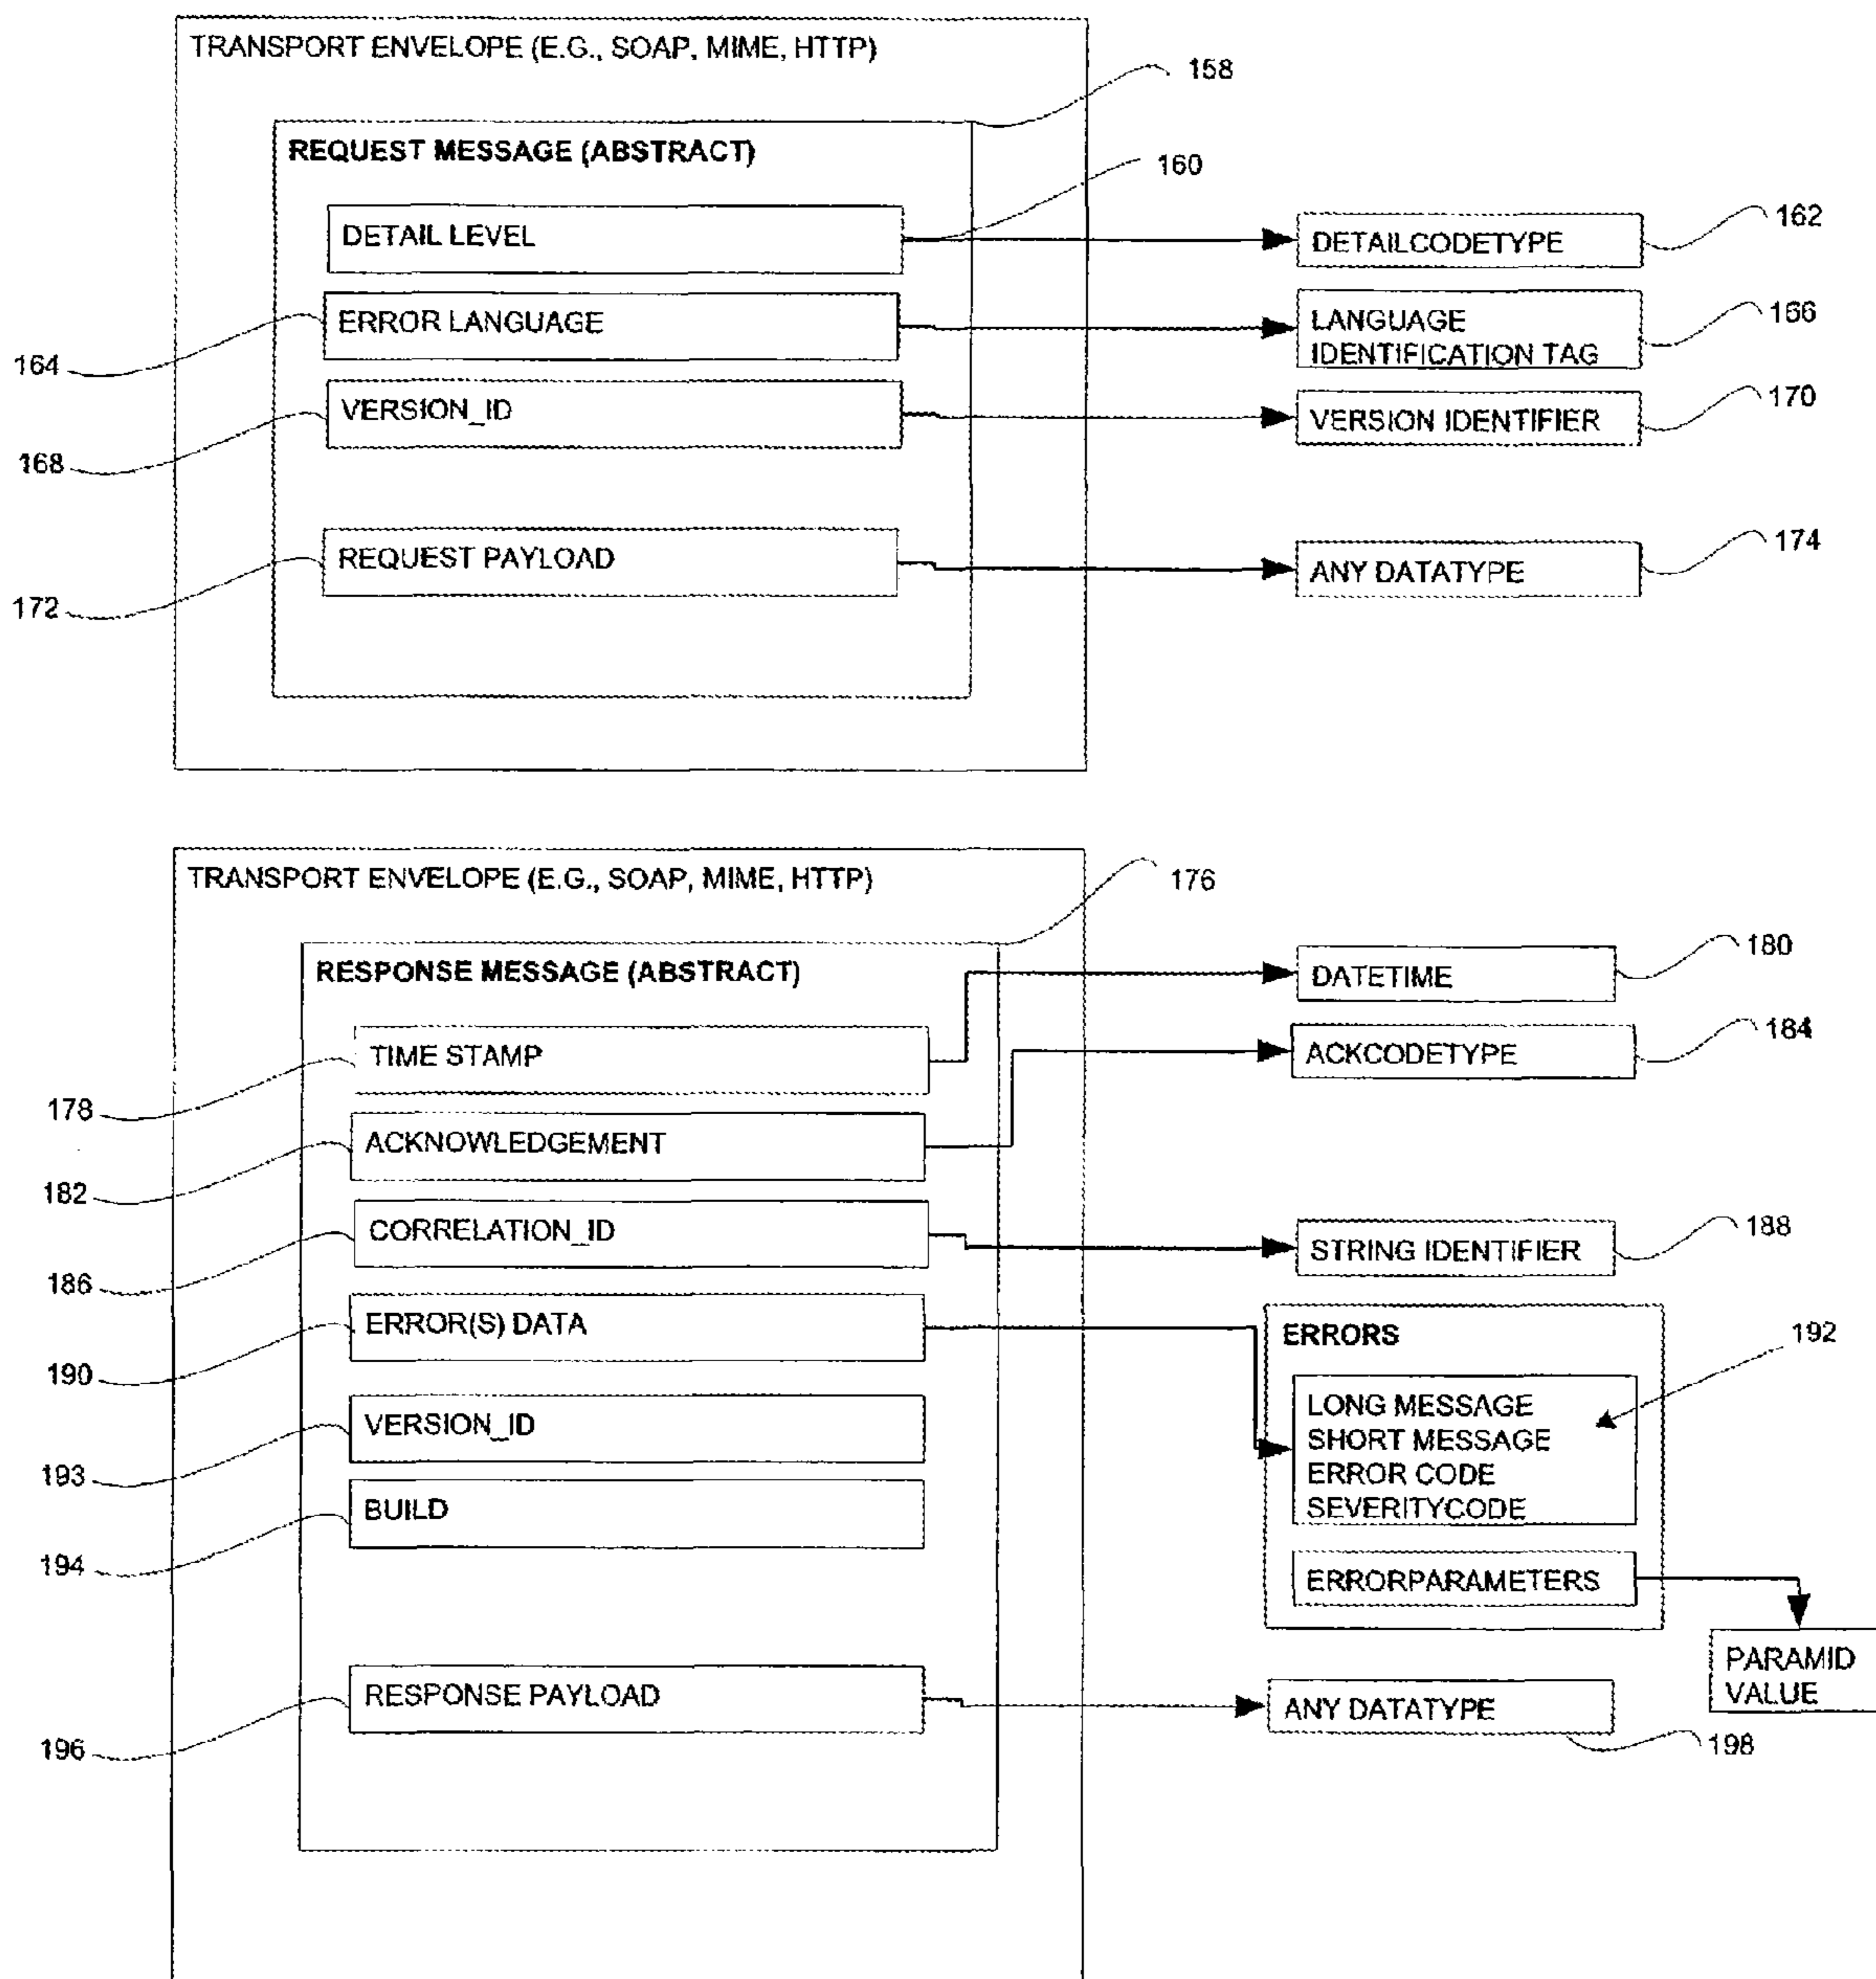 TRANSPORT ENVELOPE (E.G., SOAP, MIME, HTTP)
158
REQUEST MESSAGE (ABSTRACT)
160
DETAIL LEVEL
162
DETAILCODETYPE
164
ERROR LANGUAGE
166
LANGUAGE
IDENTIFICATION TAG
168
VERSION_ID
170
VERSION IDENTIFIER
172
REQUEST PAYLOAD
174
ANY DATATYPE
TRANSPORT ENVELOPE (E.G., SOAP, MIME, HTTP)
176
RESPONSE MESSAGE (ABSTRACT)
180
DATETIME
178
TIME STAMP
184
ACKCODETYPE
182
ACKNOWLEDGEMENT
186
CORRELATION_ID
188
STRING IDENTIFIER
190
ERROR(S) DATA
ERRORS
192
LONG MESSAGE
SHORT MESSAGE
ERROR CODE
SEVERITYCODE
193
VERSION_ID
194
BUILD
ERRORPARAMETERS
PARAMID
VALUE
196
RESPONSE PAYLOAD
ANY DATATYPE
198